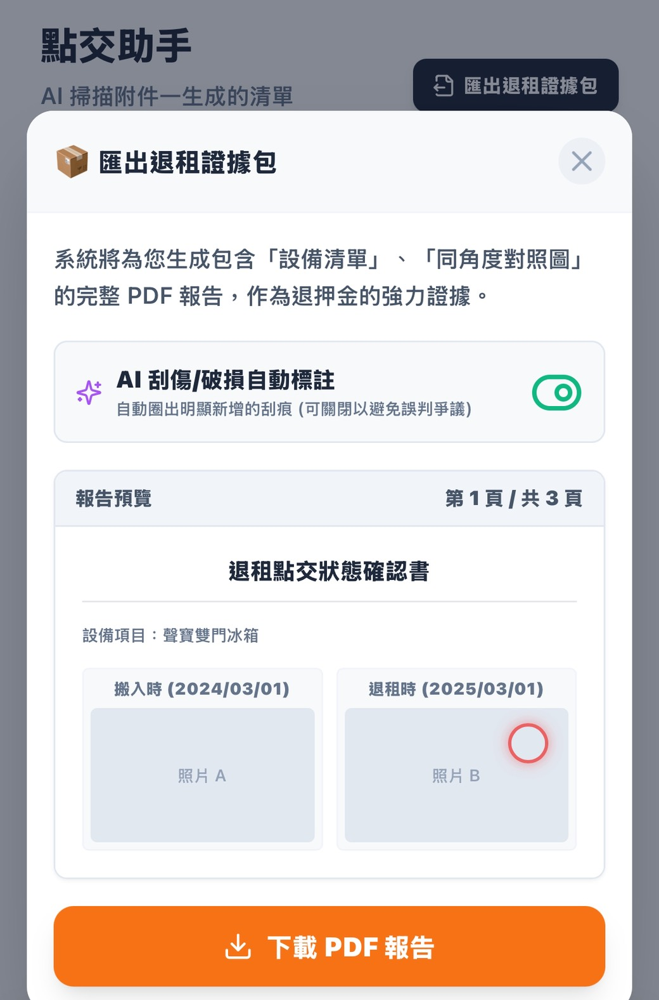 點交助手
AI 掃描附件一生成的清單
匯出退租證據包
匯出退租證據包
系統將為您生成包含「設備清單」、「同角度對照圖」
的完整 PDF 報告，作為退押金的強力證據。
AI 刮傷/破損自動標註
自動圈出明顯新增的刮痕 (可關閉以避免誤判爭議)
報告預覽
第 1 頁 / 共 3 頁
退租點交狀態確認書
設備項目：聲寶雙門冰箱
搬入時 (2024/03/01)
退租時 (2025/03/01)
照片 A
照片 B
下載 PDF 報告